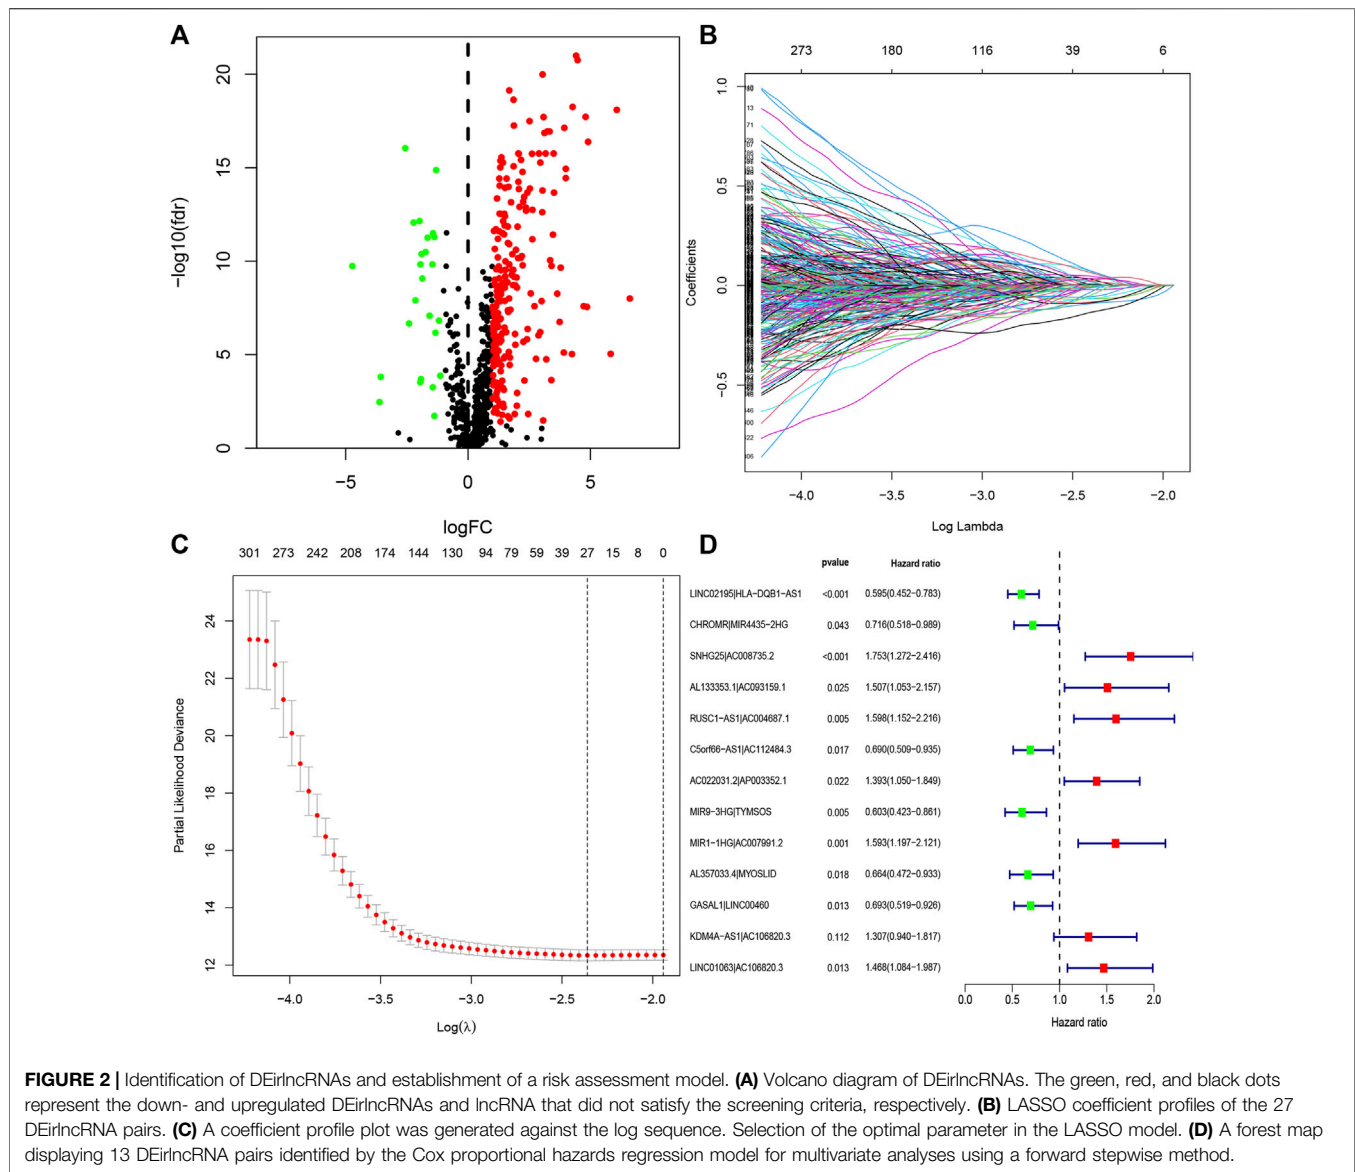 A
20
15
10
5
0
-log10(fdr)
−5
0
5
logFC
B
273
180
116
39
6
1.0
0.5
0.0
−0.5
Coefficients
−4.0
−3.5
−3.0
−2.5
−2.0
Log Lambda
C
301 273 242 208 174 144 130 94 79 59 39 27 15 8 0
24
22
20
18
16
14
12
Partial Likelihood Deviance
−4.0
−3.5
−3.0
−2.5
−2.0
Log(λ)
D
pvalue Hazard ratio
LINC02195|HLA−DQB1−AS1 <0.001 0.595(0.452−0.783)
CHROMR|MIR4435−2HG 0.043 0.716(0.518−0.989)
SNHG25|AC008735.2 <0.001 1.753(1.272−2.416)
AL133353.1|AC093159.1 0.025 1.507(1.053−2.157)
RUSC1−AS1|AC004687.1 0.005 1.598(1.152−2.216)
C5orf66−AS1|AC112484.3 0.017 0.690(0.509−0.935)
AC022031.2|AP003352.1 0.022 1.393(1.050−1.849)
MIR9−3HG|TYMSOS 0.005 0.603(0.423−0.861)
MIR1−1HG|AC007991.2 0.001 1.593(1.197−2.121)
AL357033.4|MYOSLID 0.018 0.664(0.472−0.933)
GASAL1|LINC00460 0.013 0.693(0.519−0.926)
KDM4A−AS1|AC106820.3 0.112 1.307(0.940−1.817)
LINC01063|AC106820.3 0.013 1.468(1.084−1.987)
0.0 0.5 1.0 1.5 2.0
Hazard ratio
FIGURE 2 | Identification of DEirlncRNAs and establishment of a risk assessment model. (A) Volcano diagram of DEirlncRNAs. The green, red, and black dots
represent the down- and upregulated DEirlncRNAs and lncRNA that did not satisfy the screening criteria, respectively. (B) LASSO coefficient profiles of the 27
DEirlncRNA pairs. (C) A coefficient profile plot was generated against the log sequence. Selection of the optimal parameter in the LASSO model. (D) A forest map
displaying 13 DEirlncRNA pairs identified by the Cox proportional hazards regression model for multivariate analyses using a forward stepwise method.